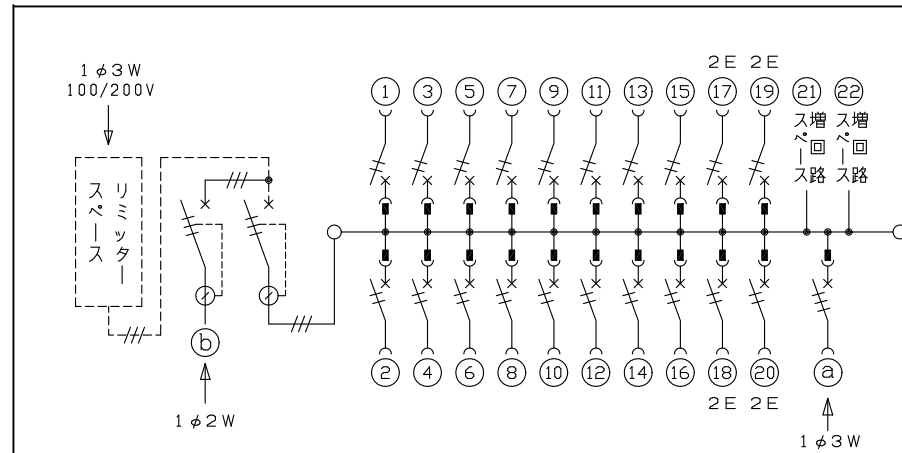 1φ3W
100/200V
リミッター
スペース
ⓑ
1φ2W
2E 2E
① ③ ⑤ ⑦ ⑨ ⑪ ⑬ ⑮ ⑰ ⑲ ㉑ ㉒
増回路
スペース
増回路
スペース
② ④ ⑥ ⑧ ⑩ ⑫ ⑭ ⑯ ⑱ ⑳ ⓐ
2E 2E
1φ3W